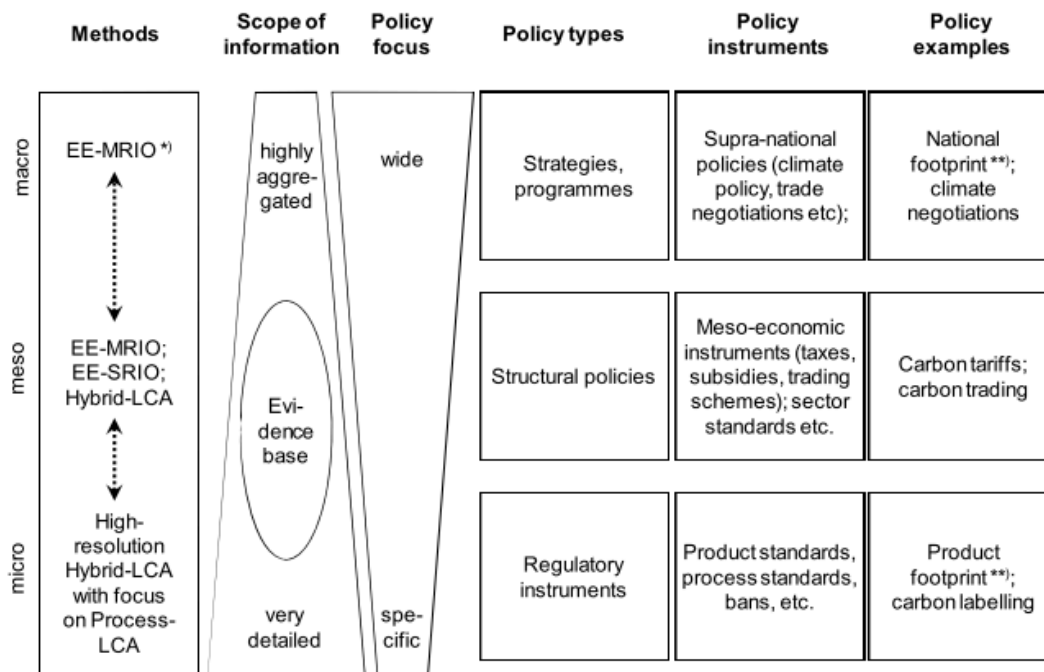 Methods
Scope of
information
Policy
focus
Policy types
Policy
instruments
Policy
examples
macro
EE-MRIO *)
highly
aggre-
gated
wide
Strategies,
programmes
Supra-national
policies (climate
policy, trade
negotiations etc);
National
footprint **);
climate
negotiations
meso
EE-MRIO;
EE-SRIO;
Hybrid-LCA
Evi-
dence
base
Structural policies
Meso-economic
instruments (taxes,
subsidies, trading
schemes); sector
standards etc.
Carbon tariffs;
carbon trading
micro
High-
resolution
Hybrid-LCA
with focus
on Process-
LCA
very
detailed
spe-
cific
Regulatory
instruments
Product standards,
process standards,
bans, etc.
Product
footprint **);
carbon labelling